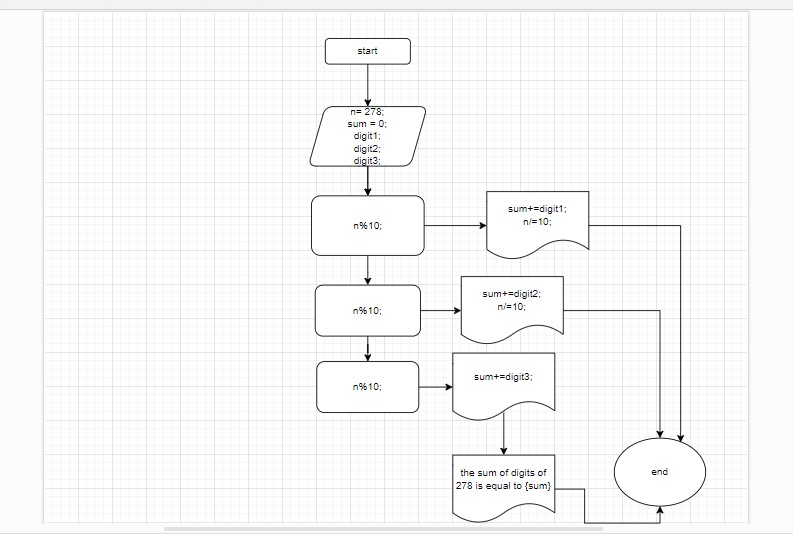 start
n= 278;
sum = 0;
digit1;
digit2;
digit3;
n%10;
sum+=digit1;
n/=10;
n%10;
sum+=digit2;
n/=10;
n%10;
sum+=digit3;
the sum of digits of
278 is equal to {sum}
end